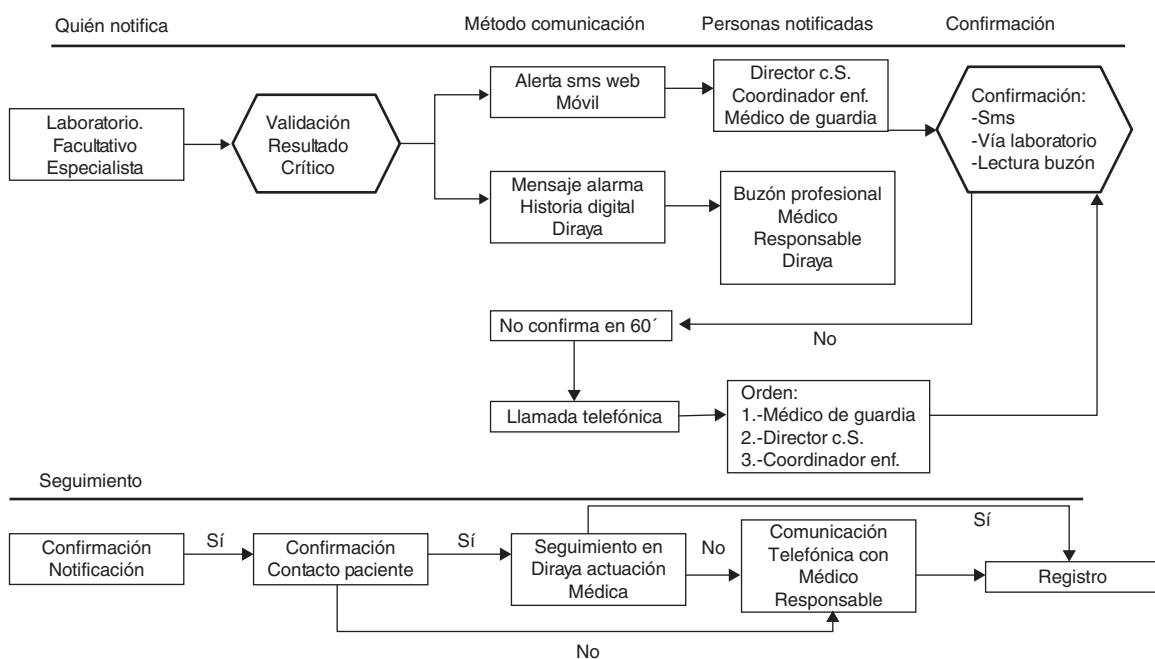 Quién notifica
Método comunicación
Personas notificadas
Confirmación
Laboratorio.
Facultativo
Especialista
Validación
Resultado
Crítico
Alerta sms web
Móvil
Director c.S.
Coordinador enf.
Médico de guardia
Confirmación:
-Sms
-Vía laboratorio
-Lectura buzón
Mensaje alarma
Historia digital
Diraya
Buzón profesional
Médico
Responsable
Diraya
No confirma en 60´
No
Llamada telefónica
Orden:
1.-Médico de guardia
2.-Director c.S.
3.-Coordinador enf.
Seguimiento
Confirmación
Notificación
Sí
Confirmación
Contacto paciente
Sí
Seguimiento en
Diraya actuación
Médica
No
Comunicación
Telefónica con
Médico
Responsable
Sí
Registro
No